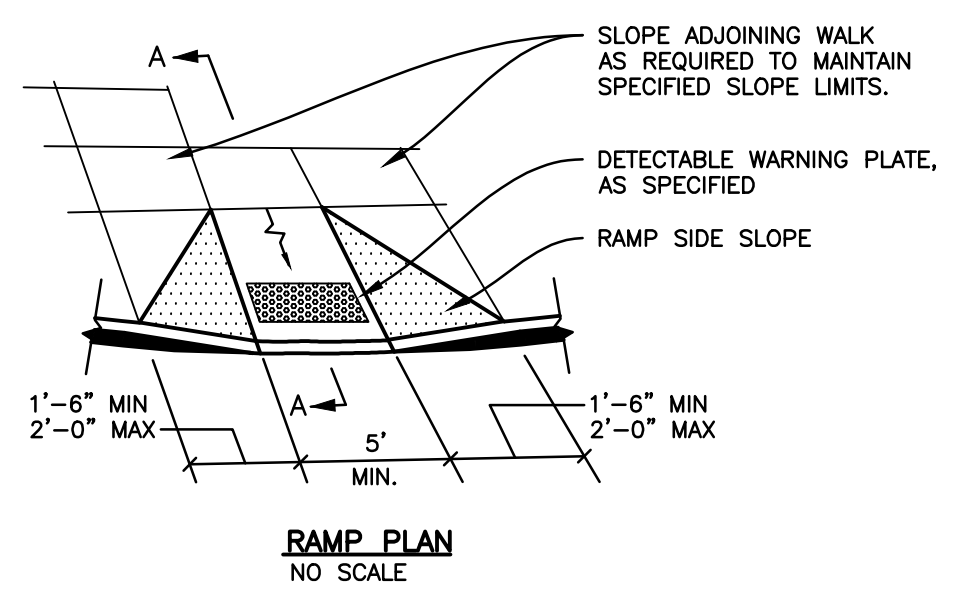 A
SLOPE ADJOINING WALK
AS REQUIRED TO MAINTAIN
SPECIFIED SLOPE LIMITS.
DETECTABLE WARNING PLATE,
AS SPECIFIED
RAMP SIDE SLOPE
1'-6" MIN
2'-0" MAX
A
5'
MIN.
1'-6" MIN
2'-0" MAX
RAMP PLAN
NO SCALE